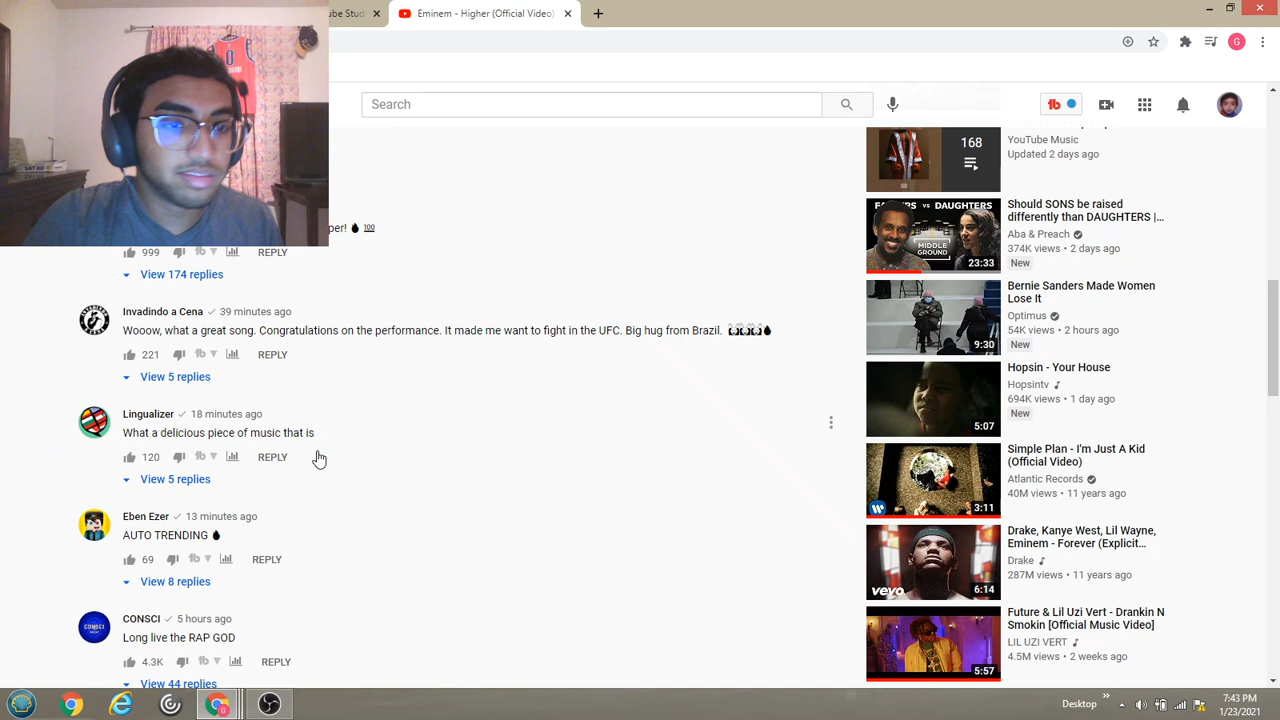 ube Studi
Eminem - Higher (Official Video)
G
Search
per! 💧 100
999
REPLY
View 174 replies
Invadindo a Cena 39 minutes ago
Wooow, what a great song. Congratulations on the performance. It made me want to fight in the UFC. Big hug from Brazil.
221
REPLY
View 5 replies
Lingualizer 18 minutes ago
What a delicious piece of music that is
120
REPLY
View 5 replies
Eben Ezer 13 minutes ago
AUTO TRENDING
69
REPLY
View 8 replies
CONSCI 5 hours ago
Long live the RAP GOD
4.3K
REPLY
View 44 replies
168
YouTube Music
Updated 2 days ago
VS DAUGHTERS
MIDDLE
GROUND
23:33
Should SONS be raised
differently than DAUGHTERS |...
Aba & Preach
374K views • 2 days ago
New
9:30
Bernie Sanders Made Women
Lose It
Optimus
54K views • 2 hours ago
New
5:07
Hopsin - Your House
Hopsintv
694K views • 1 day ago
New
3:11
Simple Plan - I'm Just A Kid
(Official Video)
Atlantic Records
40M views • 11 years ago
vevo
6:14
Drake, Kanye West, Lil Wayne,
Eminem - Forever (Explicit...
Drake
287M views • 11 years ago
5:57
Future & Lil Uzi Vert - Drankin N
Smokin [Official Music Video]
LIL UZI VERT
4.5M views • 2 weeks ago
Desktop
7:43 PM
1/23/2021